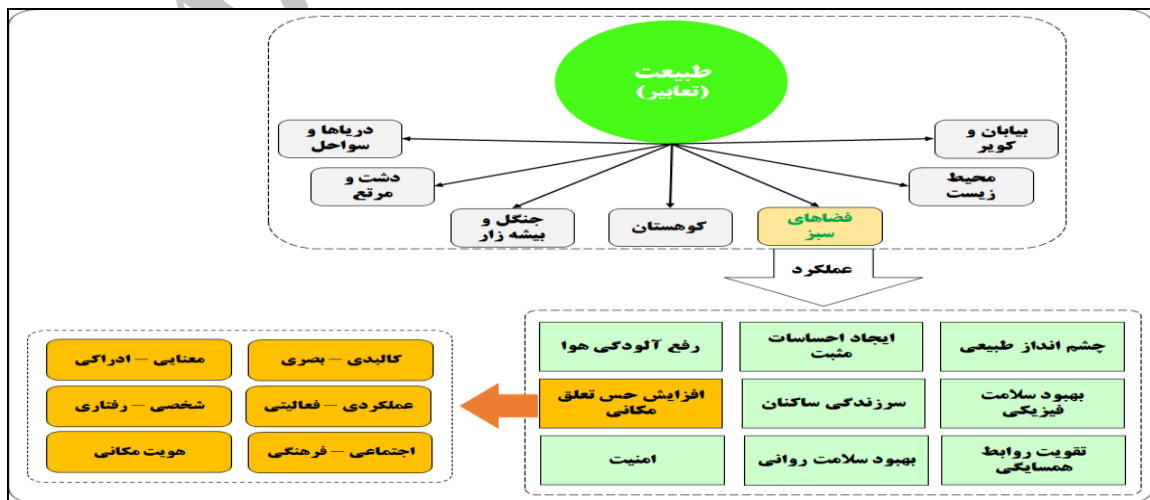 طبیعت
(تعابیر)
بیابان و
کویر
محیط
زیست
فضاهای
سبز
کوهستان
جنگل و
بیشه زار
دشت و
مرتع
دریاها و
سواحل
عملکرد
چشم انداز طبیعی
ایجاد احساسات
مثبت
رفع آلودگی هوا
بهبود سلامت
فیزیکی
سرزندگی ساکنان
افزایش حس تعلق
مکانی
تقویت روابط
همسایگی
بهبود سلامت روانی
امنیت
کالبدی – بصری
معنایی – ادراکی
عملکردی – فعالیتی
شخصی – رفتاری
اجتماعی – فرهنگی
هویت مکانی